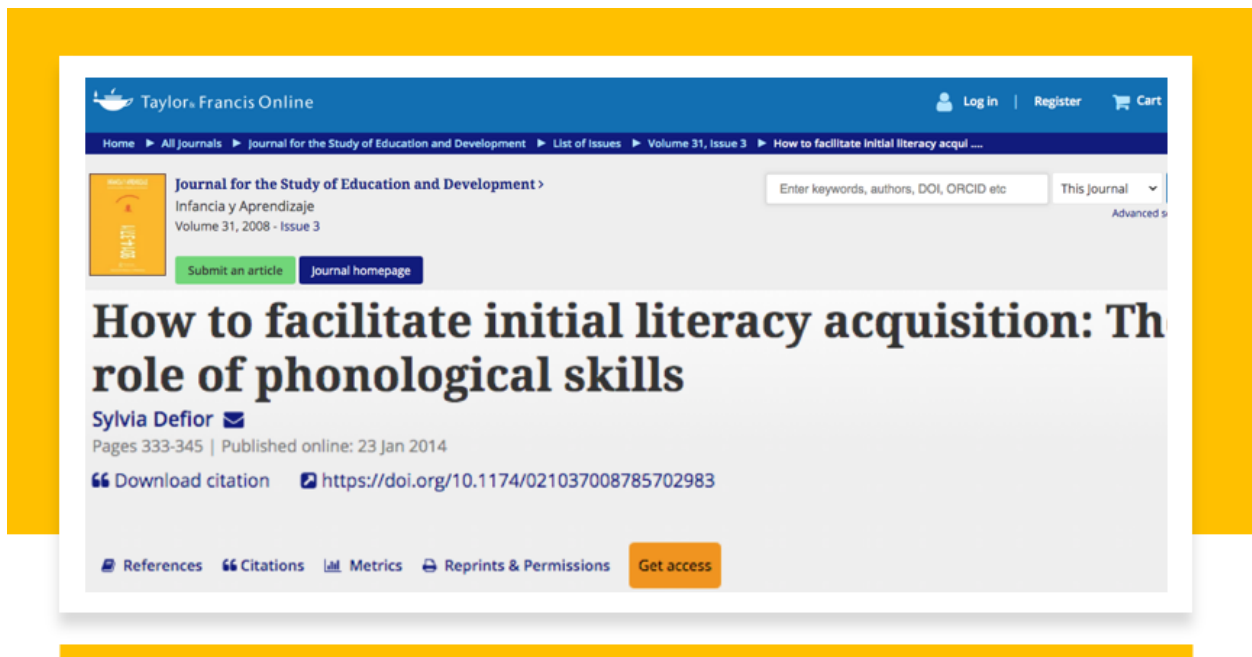 Taylor & Francis Online
Log in | Register Cart
Home ▶ All Journals ▶ Journal for the Study of Education and Development ▶ List of Issues ▶ Volume 31, Issue 3 ▶ How to facilitate initial literacy acqui ....
Journal for the Study of Education and Development >
Infancia y Aprendizaje
Volume 31, 2008 - Issue 3
Enter keywords, authors, DOI, ORCID etc
This journal
Advanced s
Submit an article
Journal homepage
How to facilitate initial literacy acquisition: Th
role of phonological skills
Sylvia Defior
Pages 333-345 | Published online: 23 Jan 2014
Download citation
https://doi.org/10.1174/021037008785702983
References
Citations
Metrics
Reprints & Permissions
Get access